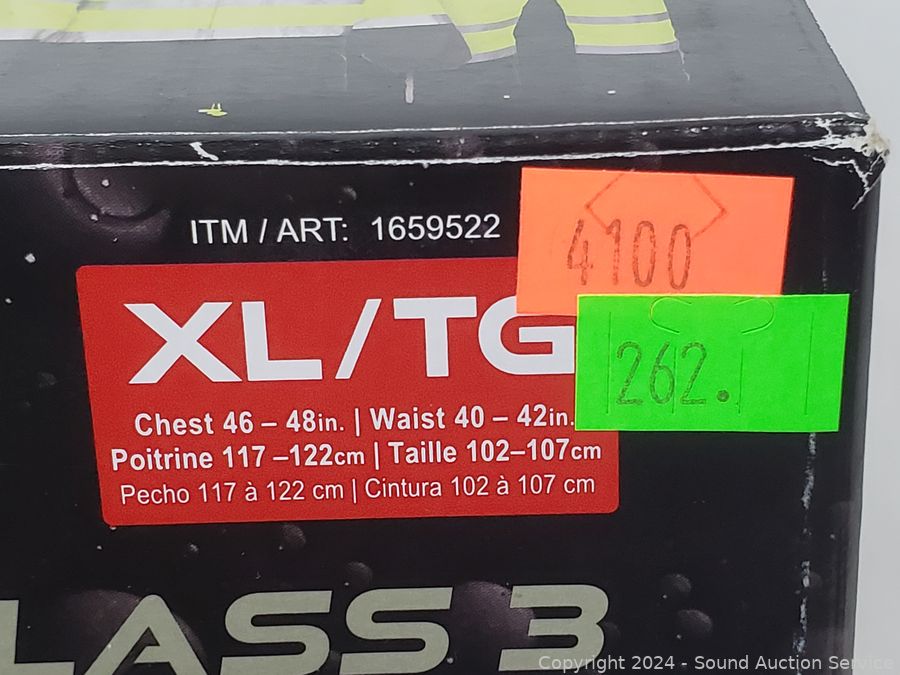 ITM / ART: 1659522
4100
XL/TG
262.
Chest 46 – 48in. | Waist 40 – 42in.
Poitrine 117 –122cm | Taille 102–107cm
Pecho 117 à 122 cm | Cintura 102 à 107 cm
LASS 3
Copyright 2024 - Sound Auction Service